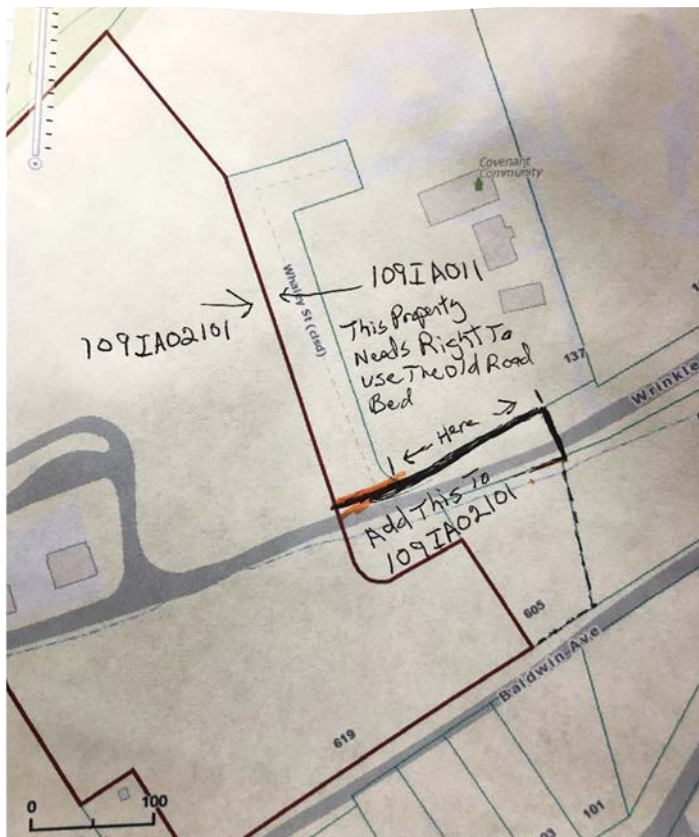 Covenant
Community
109IA011
109IA02101
Whaley St (clsd)
This Property
Needs Right To
use The old Road
Bed
137
Wrinkle
Here
Add This To
109IA02101
605
Baldwin Ave
619
101
0
100